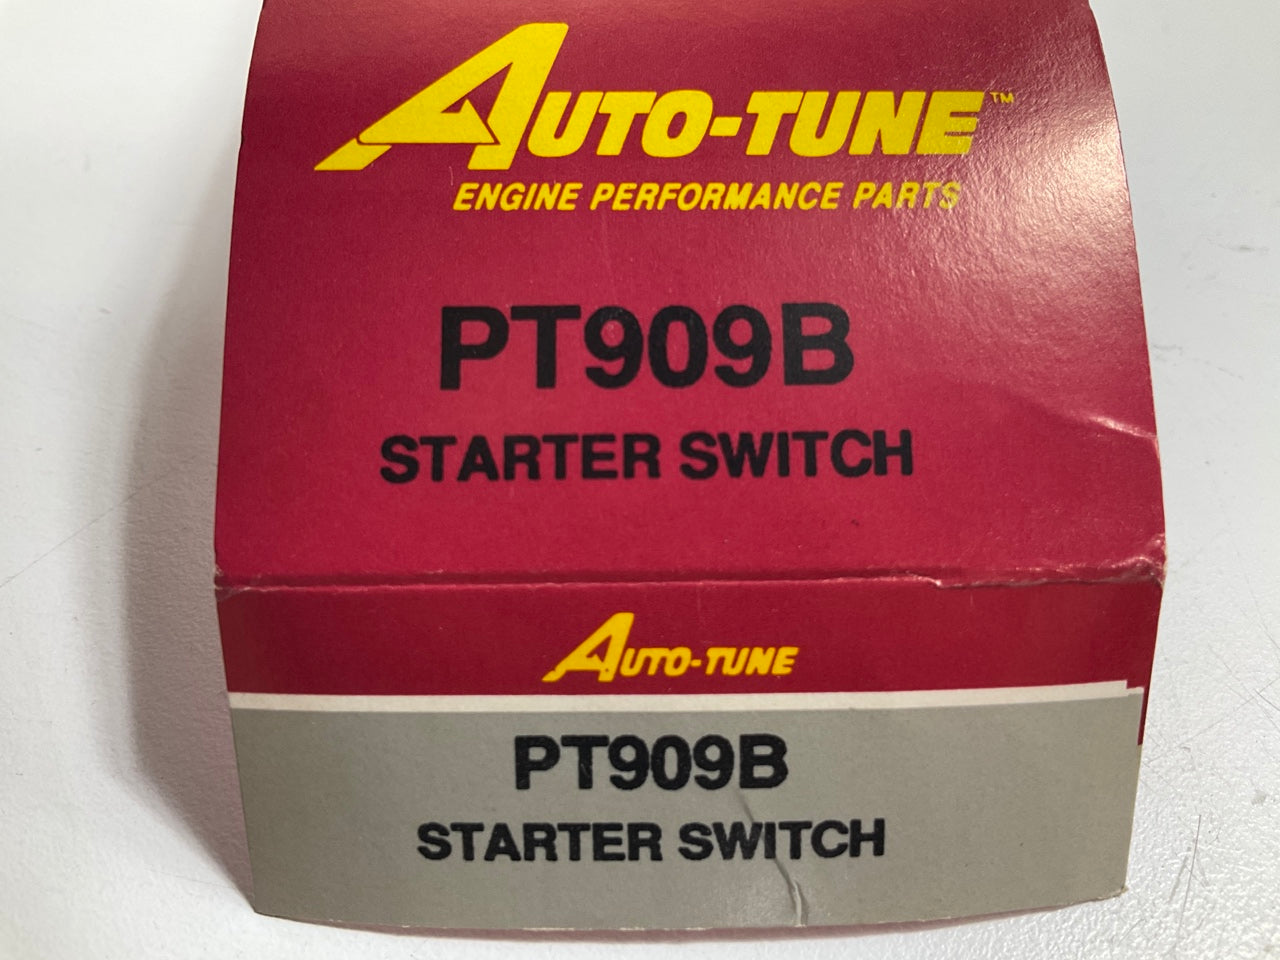 AUTO-TUNE™
ENGINE PERFORMANCE PARTS
PT909B
STARTER SWITCH
AUTO-TUNE
PT909B
STARTER SWITCH